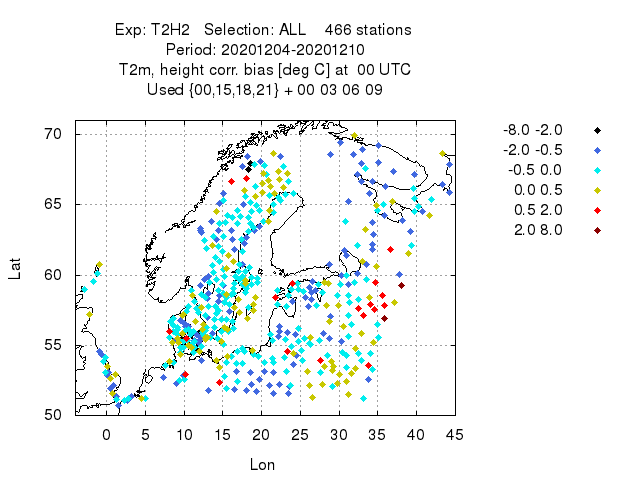 Exp: T2H2 Selection: ALL 466 stations
Period: 20201204-20201210
T2m, height corr. bias [deg C] at 00 UTC
Used {00,15,18,21} + 00 03 06 09
70
65
60
55
50
Lat
0 5 10 15 20 25 30 35 40 45
Lon
-8.0 -2.0
-2.0 -0.5
-0.5 0.0
0.0 0.5
0.5 2.0
2.0 8.0